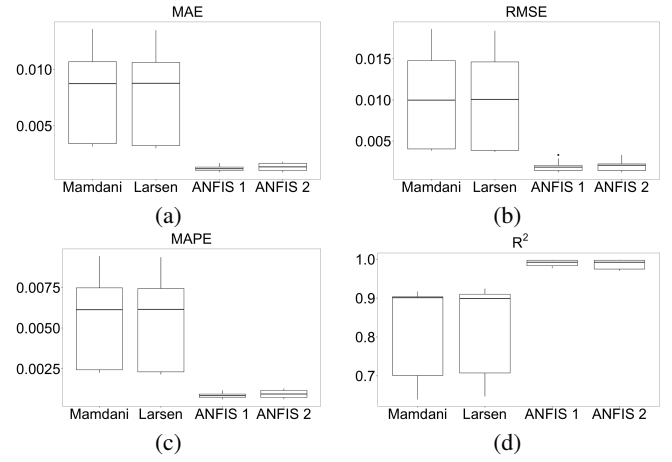 MAE
0.010
0.005
Mamdani Larsen ANFIS 1 ANFIS 2
(a)
RMSE
0.015
0.010
0.005
Mamdani Larsen ANFIS 1 ANFIS 2
(b)
MAPE
0.0075
0.0050
0.0025
Mamdani Larsen ANFIS 1 ANFIS 2
(c)
R²
1.0
0.9
0.8
0.7
Mamdani Larsen ANFIS 1 ANFIS 2
(d)